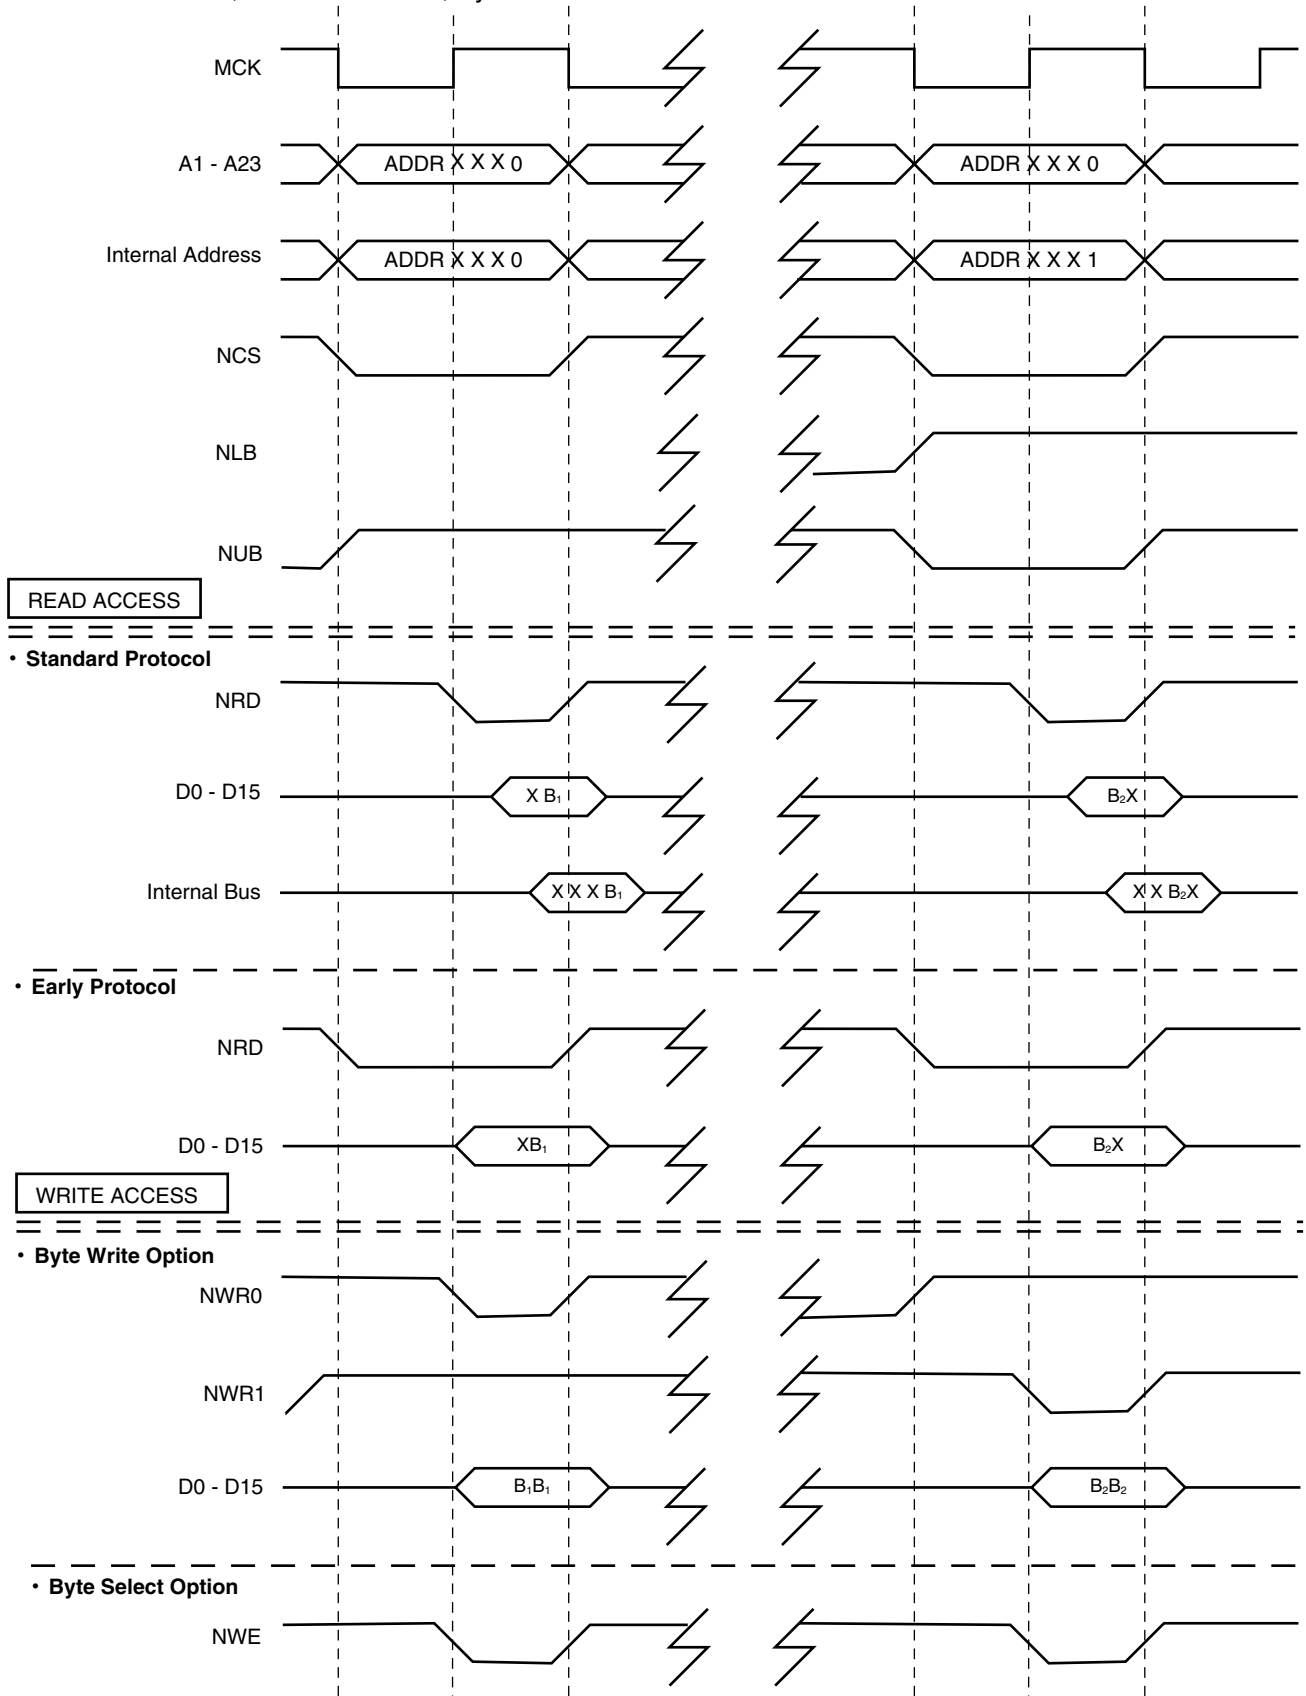 MCK
A1 - A23 ADDR X X X 0 ADDR X X X 0
Internal Address ADDR X X X 0 ADDR X X X 1
NCS
NLB
NUB
READ ACCESS
• Standard Protocol
NRD
D0 - D15 X B₁ B₂X
Internal Bus X X X B₁ X X B₂X
• Early Protocol
NRD
D0 - D15 XB₁ B₂X
WRITE ACCESS
• Byte Write Option
NWR0
NWR1
D0 - D15 B₁B₁ B₂B₂
• Byte Select Option
NWE